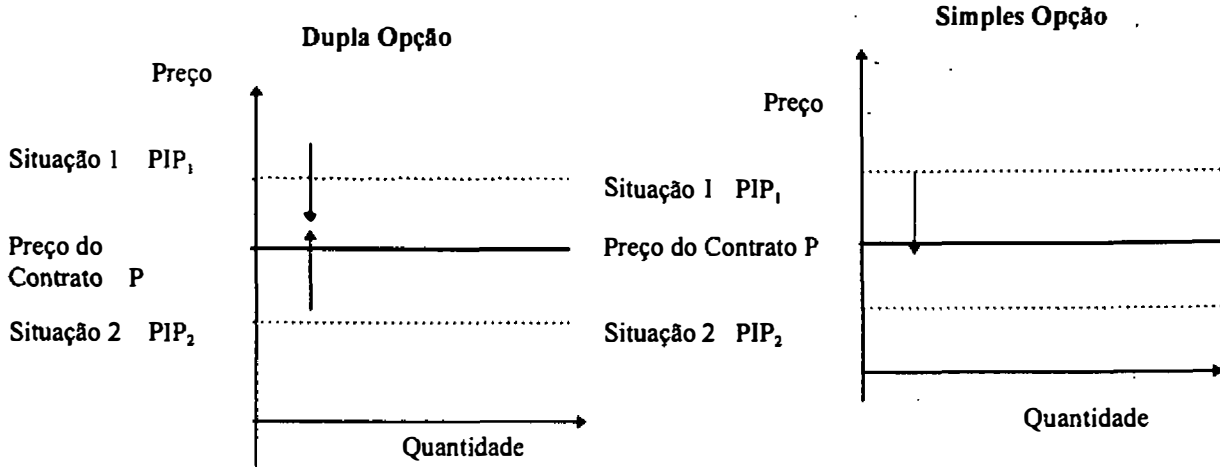 Dupla Opção
Preço
Situação 1 PIP₁
Preço do
Contrato P
Situação 2 PIP₂
Quantidade
Simples Opção
Preço
Situação 1 PIP₁
Preço do Contrato P
Situação 2 PIP₂
Quantidade